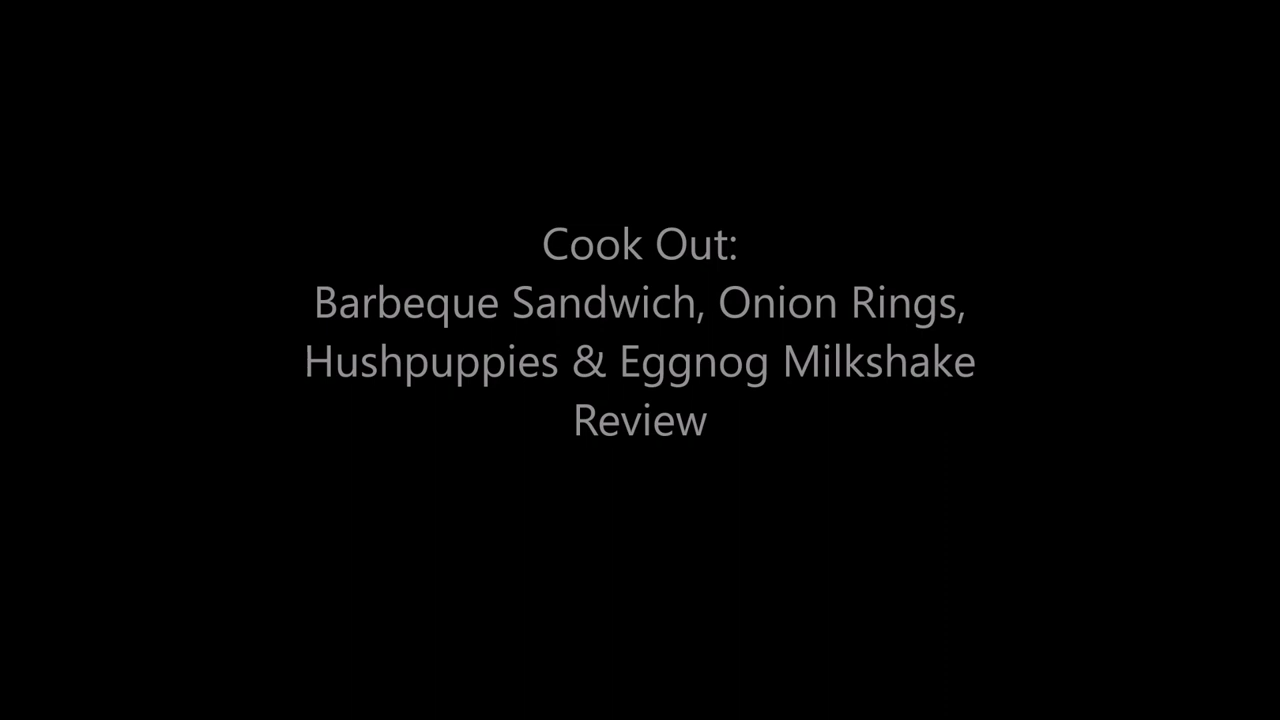 Cook Out:
Barbeque Sandwich, Onion Rings,
Hushpuppies & Eggnog Milkshake
Review